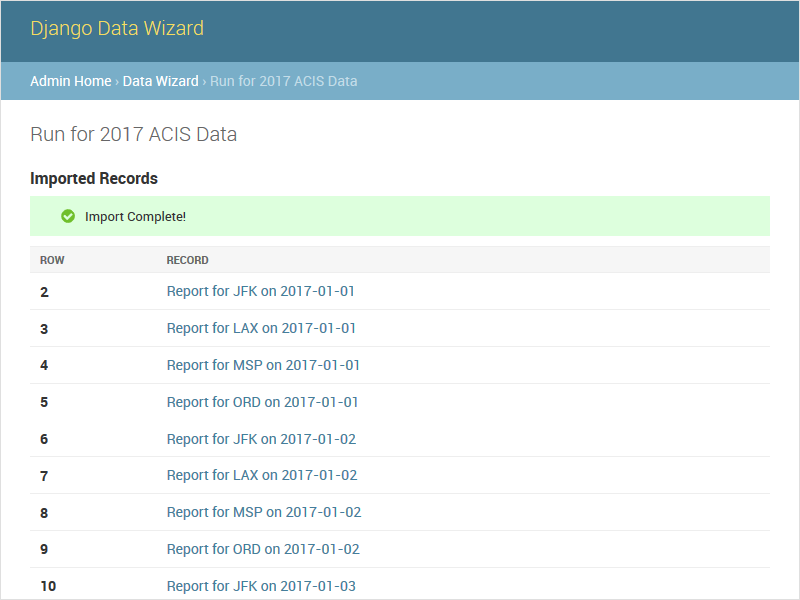 Django Data Wizard
Admin Home › Data Wizard › Run for 2017 ACIS Data
Run for 2017 ACIS Data
Imported Records
Import Complete!
ROW RECORD
2 Report for JFK on 2017-01-01
3 Report for LAX on 2017-01-01
4 Report for MSP on 2017-01-01
5 Report for ORD on 2017-01-01
6 Report for JFK on 2017-01-02
7 Report for LAX on 2017-01-02
8 Report for MSP on 2017-01-02
9 Report for ORD on 2017-01-02
10 Report for JFK on 2017-01-03